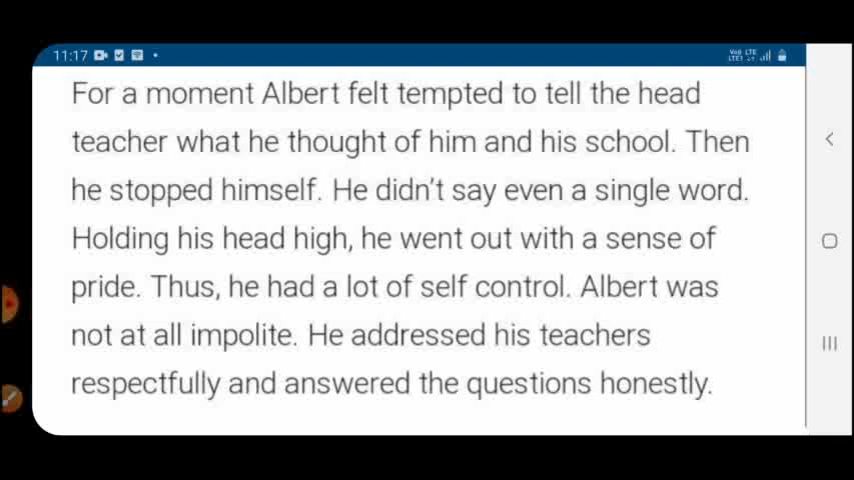 11:17
VoB LTE
LTE1
For a moment Albert felt tempted to tell the head
teacher what he thought of him and his school. Then
he stopped himself. He didn't say even a single word.
Holding his head high, he went out with a sense of
pride. Thus, he had a lot of self control. Albert was
not at all impolite. He addressed his teachers
respectfully and answered the questions honestly.